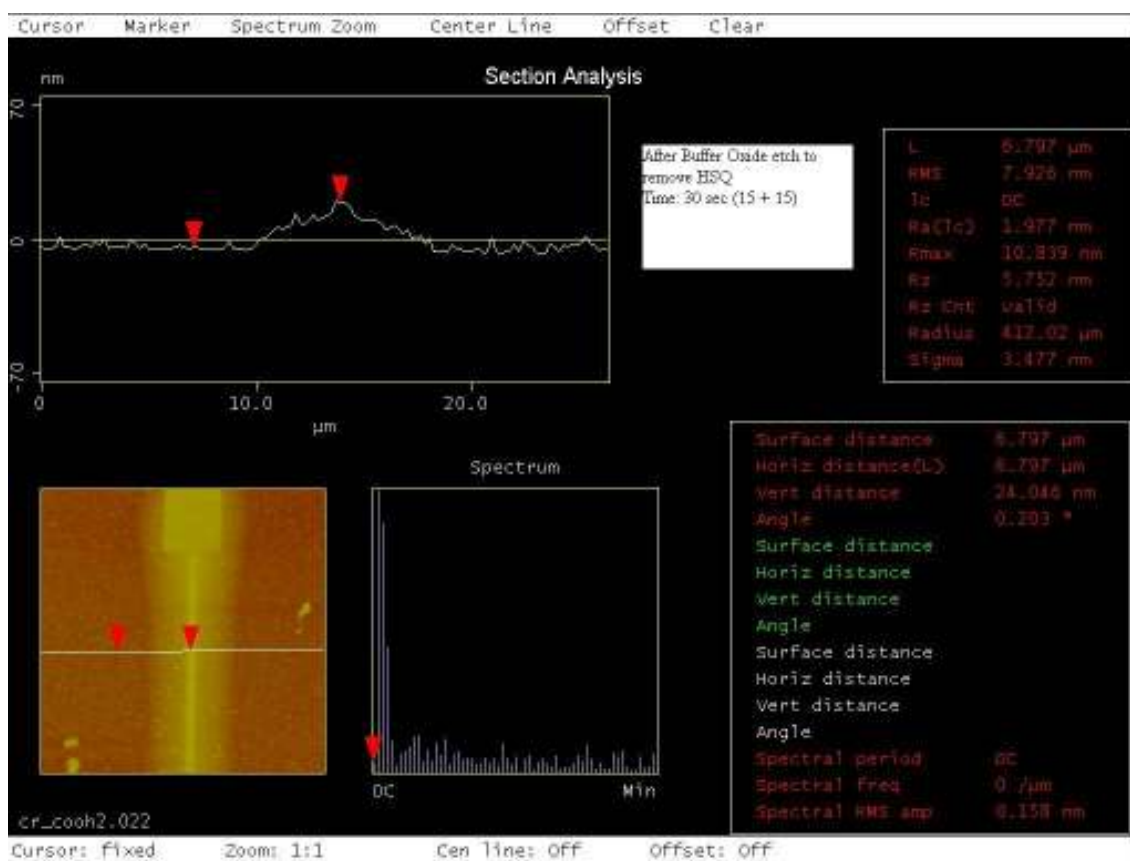 Cursor Marker Spectrum Zoom Center Line Offset Clear
Section Analysis
nm
70
0
-70
0 10.0 20.0
µm
After Buffer Oxide etch to
remove HSQ
Time: 30 sec (15 + 15)
L 6.797 µm
RMS 7.926 nm
lc DC
Ra(lc) 1.977 nm
Rmax 10.839 nm
Rz 5.752 nm
Rz Cnt valid
Radius 412.02 µm
Sigma 3.477 nm
Surface distance 6.797 µm
Horiz distance(L) 6.797 µm
Vert distance 24.046 nm
Angle 0.203 °
Surface distance
Horiz distance
Vert distance
Angle
Surface distance
Horiz distance
Vert distance
Angle
Spectral period DC
Spectral freq 0 /µm
Spectral RMS amp 0.158 nm
Spectrum
DC Min
cr_cooh2.022
Cursor: fixed Zoom: 1:1 Cen line: Off Offset: Off